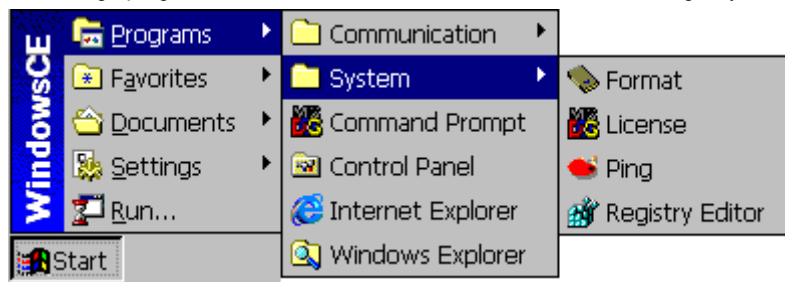 WindowsCE
Programs
Favorites
Documents
Settings
Run...
Start
Communication
System
Command Prompt
Control Panel
Internet Explorer
Windows Explorer
Format
License
Ping
Registry Editor